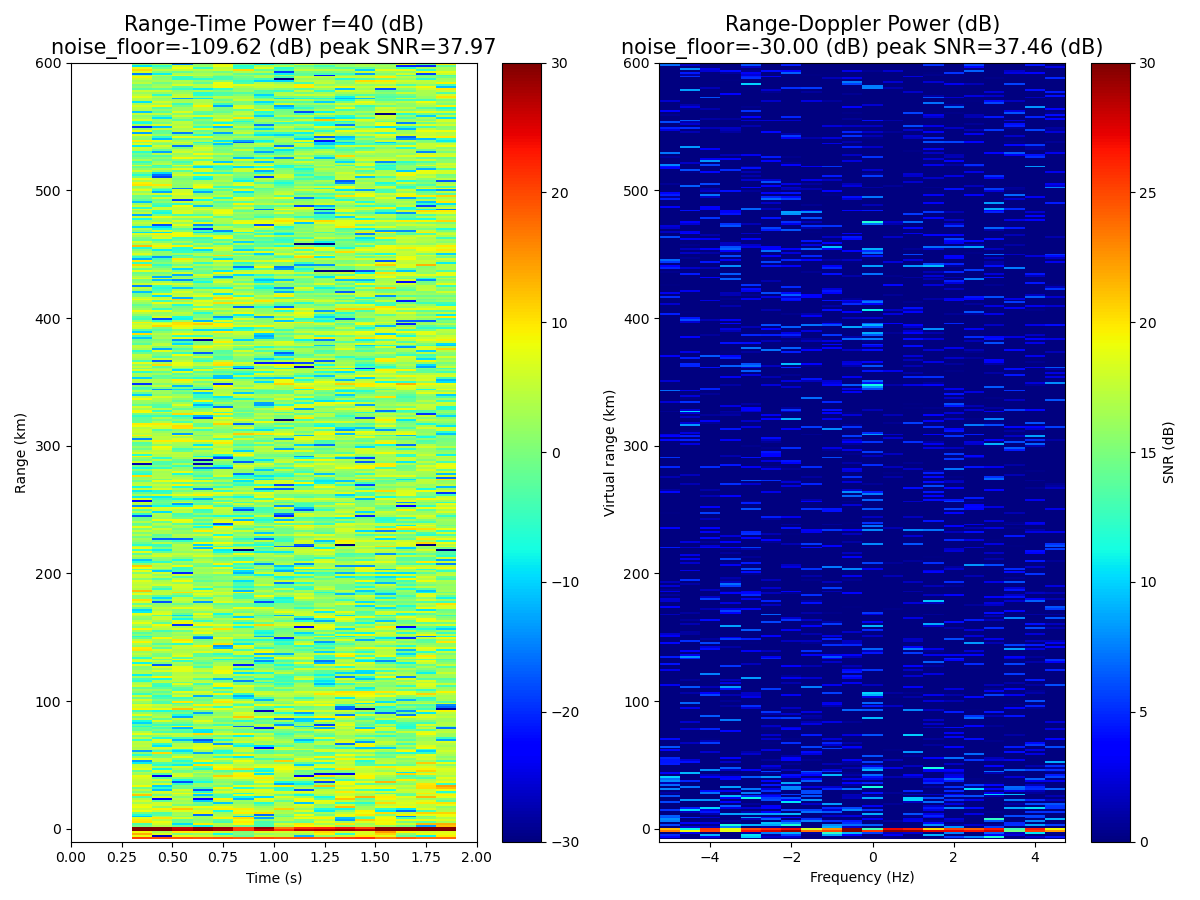 Range-Time Power f=40 (dB)
noise_floor=-109.62 (dB) peak SNR=37.97
600
500
400
300
200
100
0
Range (km)
0.00 0.25 0.50 0.75 1.00 1.25 1.50 1.75 2.00
Time (s)
30
20
10
0
−10
−20
−30
Range-Doppler Power (dB)
noise_floor=-30.00 (dB) peak SNR=37.46 (dB)
600
500
400
300
200
100
0
Virtual range (km)
−4 −2 0 2 4
Frequency (Hz)
30
25
20
15
10
5
0
SNR (dB)